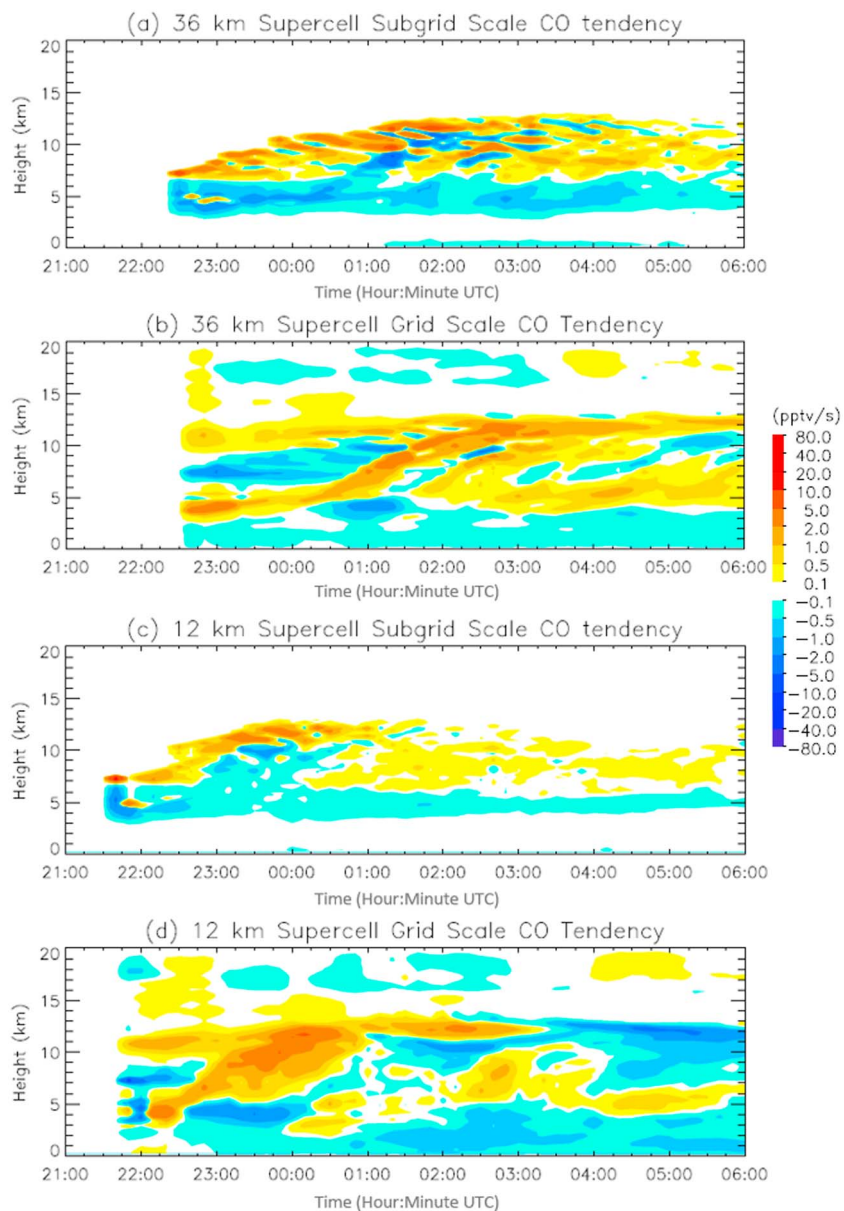 (a) 36 km Supercell Subgrid Scale CO tendency
20
15
10
5
0
Height (km)
21:00 22:00 23:00 00:00 01:00 02:00 03:00 04:00 05:00 06:00
Time (Hour:Minute UTC)
(b) 36 km Supercell Grid Scale CO Tendency
20
15
10
5
0
Height (km)
21:00 22:00 23:00 00:00 01:00 02:00 03:00 04:00 05:00 06:00
Time (Hour:Minute UTC)
(pptv/s)
80.0
40.0
20.0
10.0
5.0
2.0
1.0
0.5
0.1
−0.1
−0.5
−1.0
−2.0
−5.0
−10.0
−20.0
−40.0
−80.0
(c) 12 km Supercell Subgrid Scale CO tendency
20
15
10
5
0
Height (km)
21:00 22:00 23:00 00:00 01:00 02:00 03:00 04:00 05:00 06:00
Time (Hour:Minute UTC)
(d) 12 km Supercell Grid Scale CO Tendency
20
15
10
5
0
Height (km)
21:00 22:00 23:00 00:00 01:00 02:00 03:00 04:00 05:00 06:00
Time (Hour:Minute UTC)